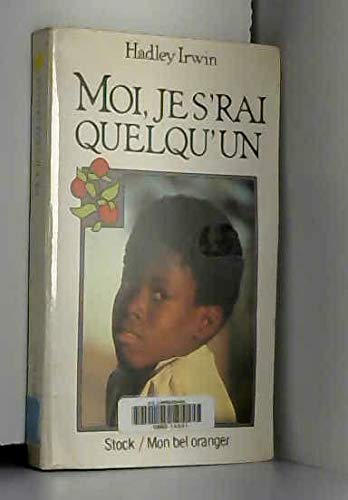 Hadley Irwin
MOI, JE S'RAI
QUELQU'UN
Stock / Mon bel oranger